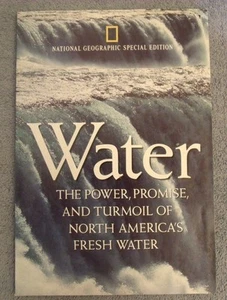 NATIONAL GEOGRAPHIC SPECIAL EDITION
Water
THE POWER, PROMISE,
AND TURMOIL OF
NORTH AMERICA'S
FRESH WATER